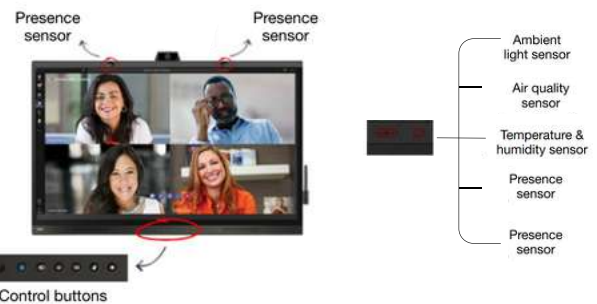 Presence
sensor
Presence
sensor
Control buttons
Ambient
light sensor
Air quality
sensor
Temperature &
humidity sensor
Presence
sensor
Presence
sensor